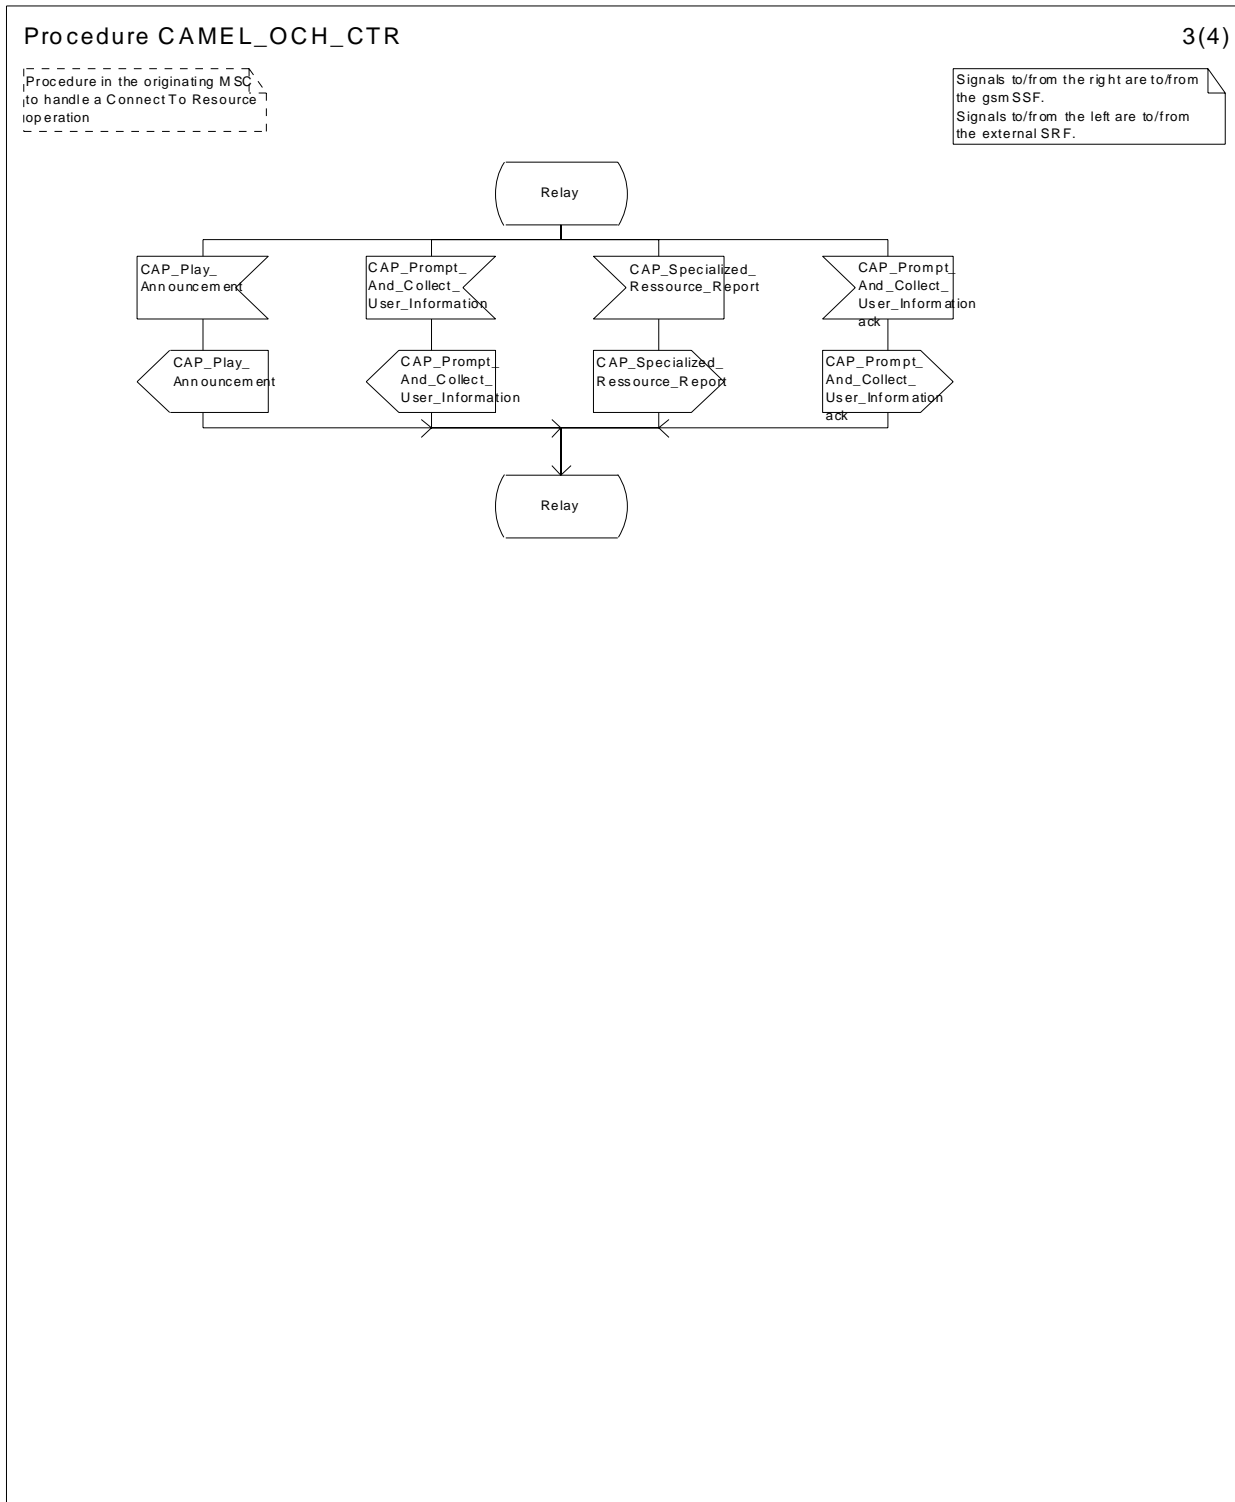 Procedure CAMEL_OCH_CTR
3(4)
Procedure in the originating MSC
to handle a Connect To Resource
operation
Signals to/from the right are to/from
the gsmSSF.
Signals to/from the left are to/from
the external SRF.
Relay
CAP_Play_
Announcement
CAP_Prompt_
And_Collect_
User_Information
CAP_Specialized_
Ressource_Report
CAP_Prompt_
And_Collect_
User_Information
ack
CAP_Play_
Announcement
CAP_Prompt_
And_Collect_
User_Information
CAP_Specialized_
Ressource_Report
CAP_Prompt_
And_Collect_
User_Information
ack
Relay